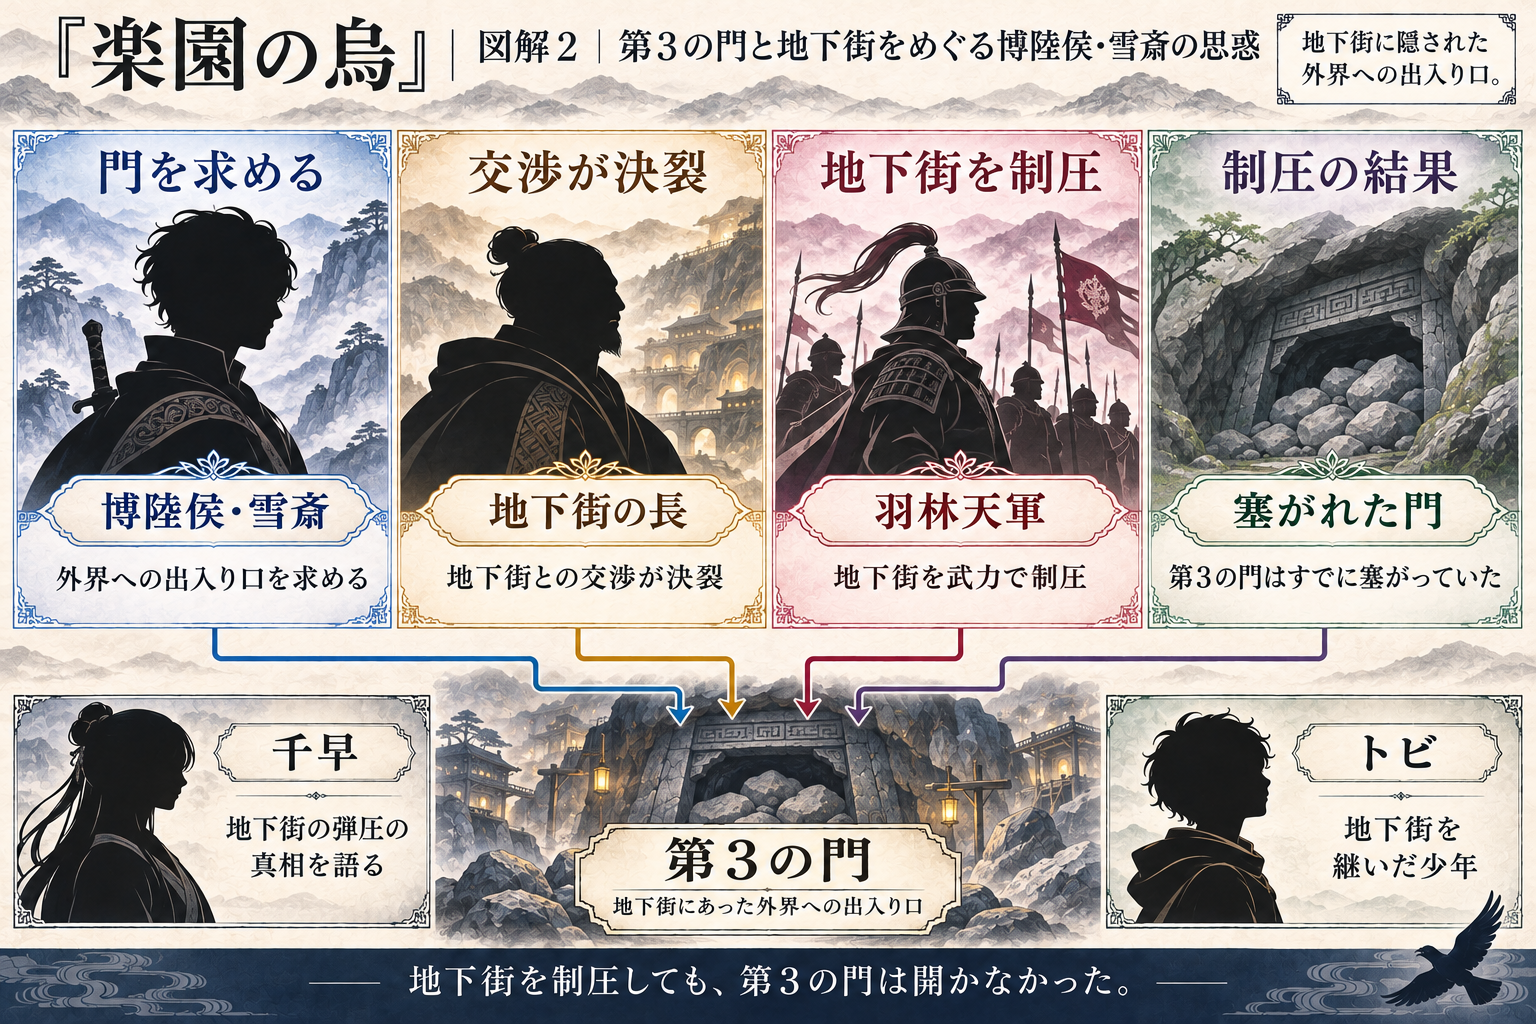 『楽園の烏』
図解2｜第3の門と地下街をめぐる博陸侯・雪斎の思惑
地下街に隠された
外界への出入り口。
門を求める
博陸侯・雪斎
外界への出入り口を求める
交渉が決裂
地下街の長
地下街との交渉が決裂
地下街を制圧
羽林天軍
地下街を武力で制圧
制圧の結果
塞がれた門
第3の門はすでに塞がっていた
千早
地下街の弾圧の
真相を語る
第3の門
地下街にあった外界への出入り口
トビ
地下街を
継いだ少年
地下街を制圧しても、第3の門は開かなかった。